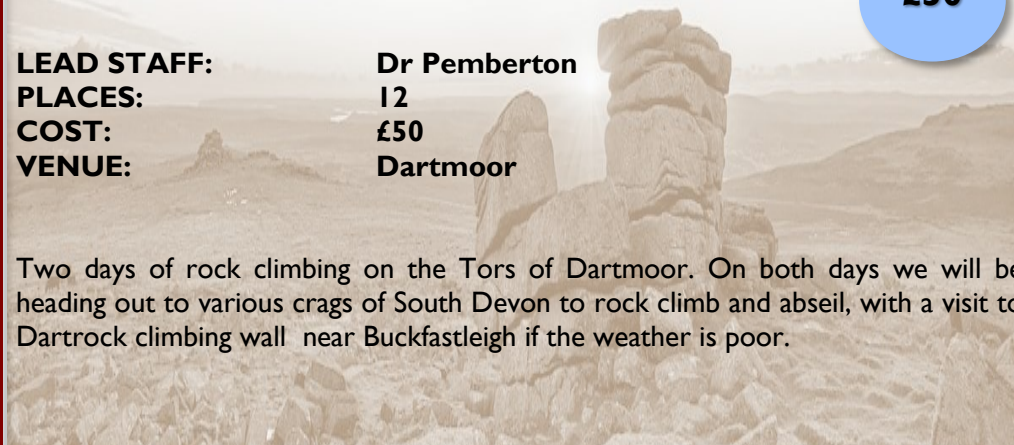 £50
LEAD STAFF: Dr Pemberton
PLACES: 12
COST: £50
VENUE: Dartmoor
Two days of rock climbing on the Tors of Dartmoor. On both days we will be
heading out to various crags of South Devon to rock climb and abseil, with a visit to
Dartrock climbing wall near Buckfastleigh if the weather is poor.